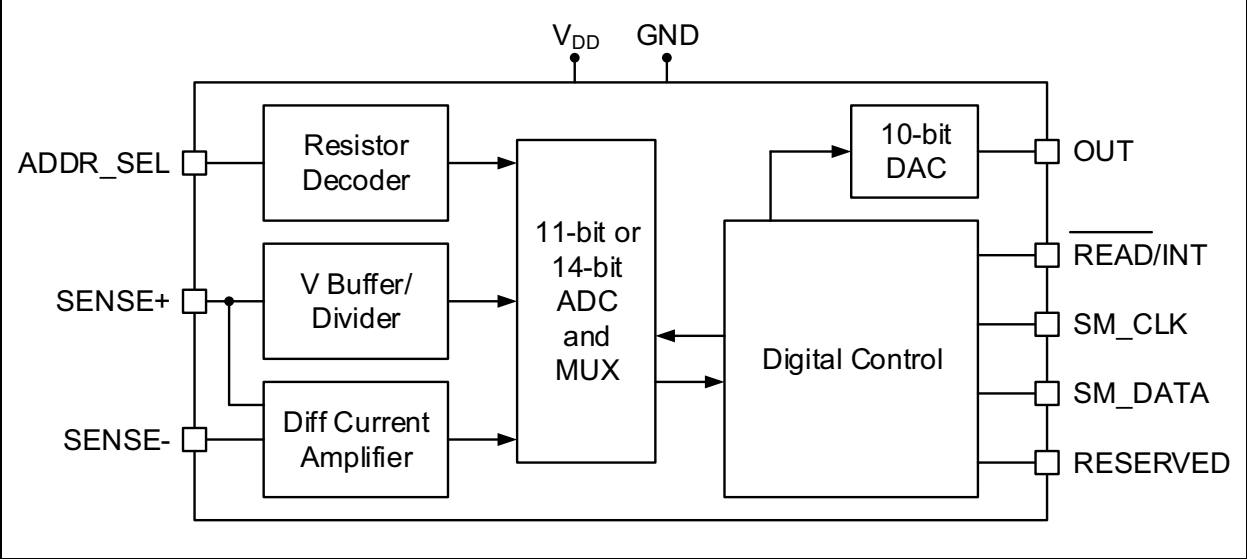 VDD GND
ADDR_SEL
Resistor
Decoder
10-bit
DAC
OUT
SENSE+
V Buffer/
Divider
11-bit or
14-bit
ADC
and
MUX
Digital Control
READ/INT
SM_CLK
SM_DATA
RESERVED
SENSE-
Diff Current
Amplifier